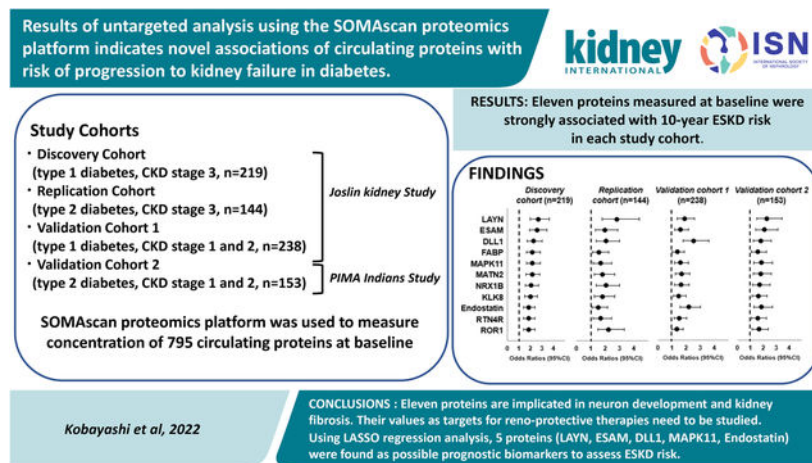 Results of untargeted analysis using the SOMAscan proteomics
platform indicates novel associations of circulating proteins with
risk of progression to kidney failure in diabetes.
kidney
INTERNATIONAL
ISN
INTERNATIONAL SOCIETY
OF NEPHROLOGY
Study Cohorts
· Discovery Cohort
(type 1 diabetes, CKD stage 3, n=219)
· Replication Cohort
(type 2 diabetes, CKD stage 3, n=144)
· Validation Cohort 1
(type 1 diabetes, CKD stage 1 and 2, n=238)
· Validation Cohort 2
(type 2 diabetes, CKD stage 1 and 2, n=153)
Joslin kidney Study
PIMA Indians Study
SOMAscan proteomics platform was used to measure
concentration of 795 circulating proteins at baseline
RESULTS: Eleven proteins measured at baseline were
strongly associated with 10-year ESKD risk
in each study cohort.
FINDINGS
Discovery cohort (n=219)
Replication cohort (n=144)
Validation cohort 1 (n=238)
Validation cohort 2 (n=153)
LAYN
ESAM
DLL1
FABP
MAPK11
MATN2
NRX1B
KLK8
Endostatin
RTN4R
ROR1
1 2 3 4
1 2 3 4
1 2 3 4
1 2 3 4
Odds Ratios (95%CI)
Odds Ratios (95%CI)
Odds Ratios (95%CI)
Odds Ratios (95%CI)
Kobayashi et al, 2022
CONCLUSIONS : Eleven proteins are implicated in neuron development and kidney
fibrosis. Their values as targets for reno-protective therapies need to be studied.
Using LASSO regression analysis, 5 proteins (LAYN, ESAM, DLL1, MAPK11, Endostatin)
were found as possible prognostic biomarkers to assess ESKD risk.